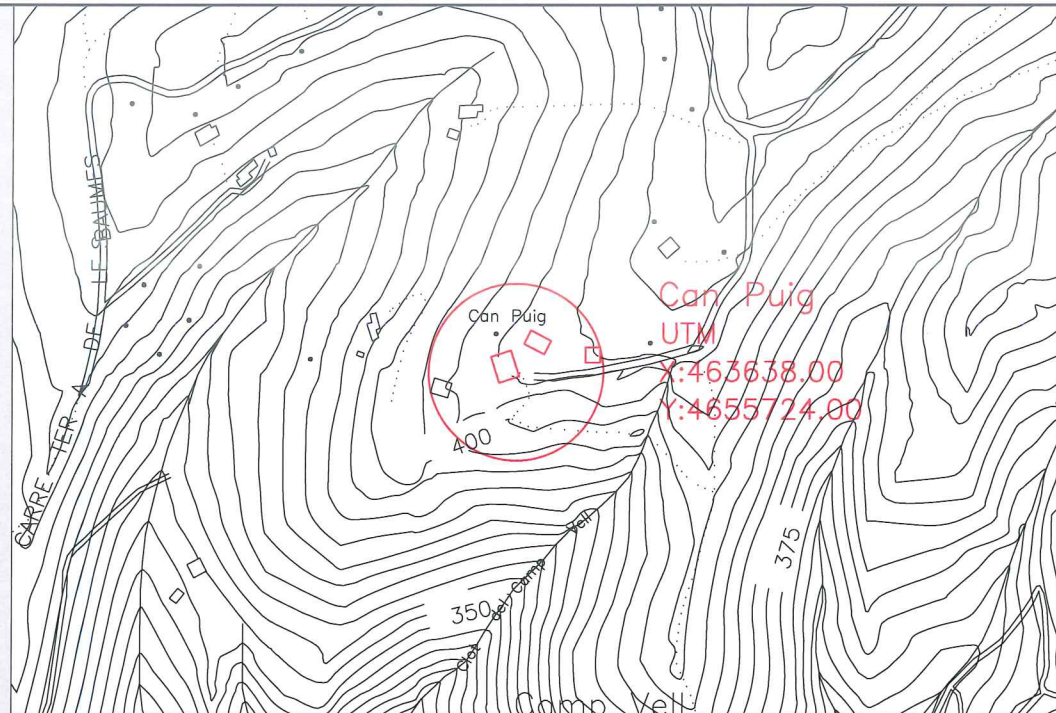 CARRETERA DE LES BAUMES
Can Puig
Can Puig
UTM
X:463638.00
Y:4655724.00
400
375
350
Clot del Camp Vell
Camp Vell